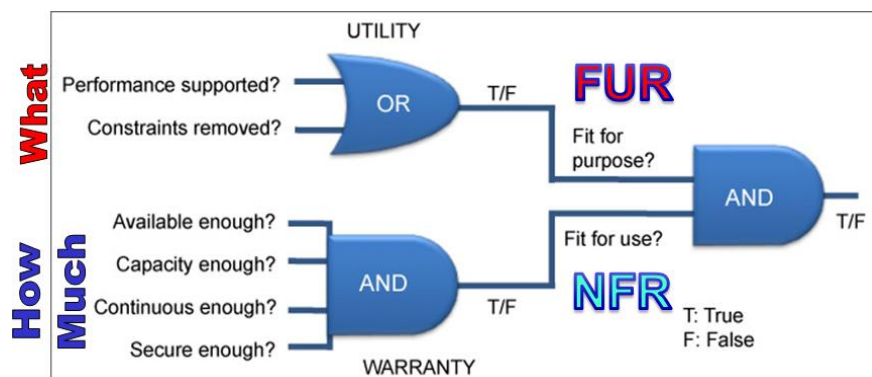 UTILITY
What
Performance supported?
Constraints removed?
OR
T/F
FUR
Fit for
purpose?
AND
T/F
How
Much
Available enough?
Capacity enough?
Continuous enough?
Secure enough?
AND
T/F
Fit for use?
NFR
WARRANTY
T: True
F: False